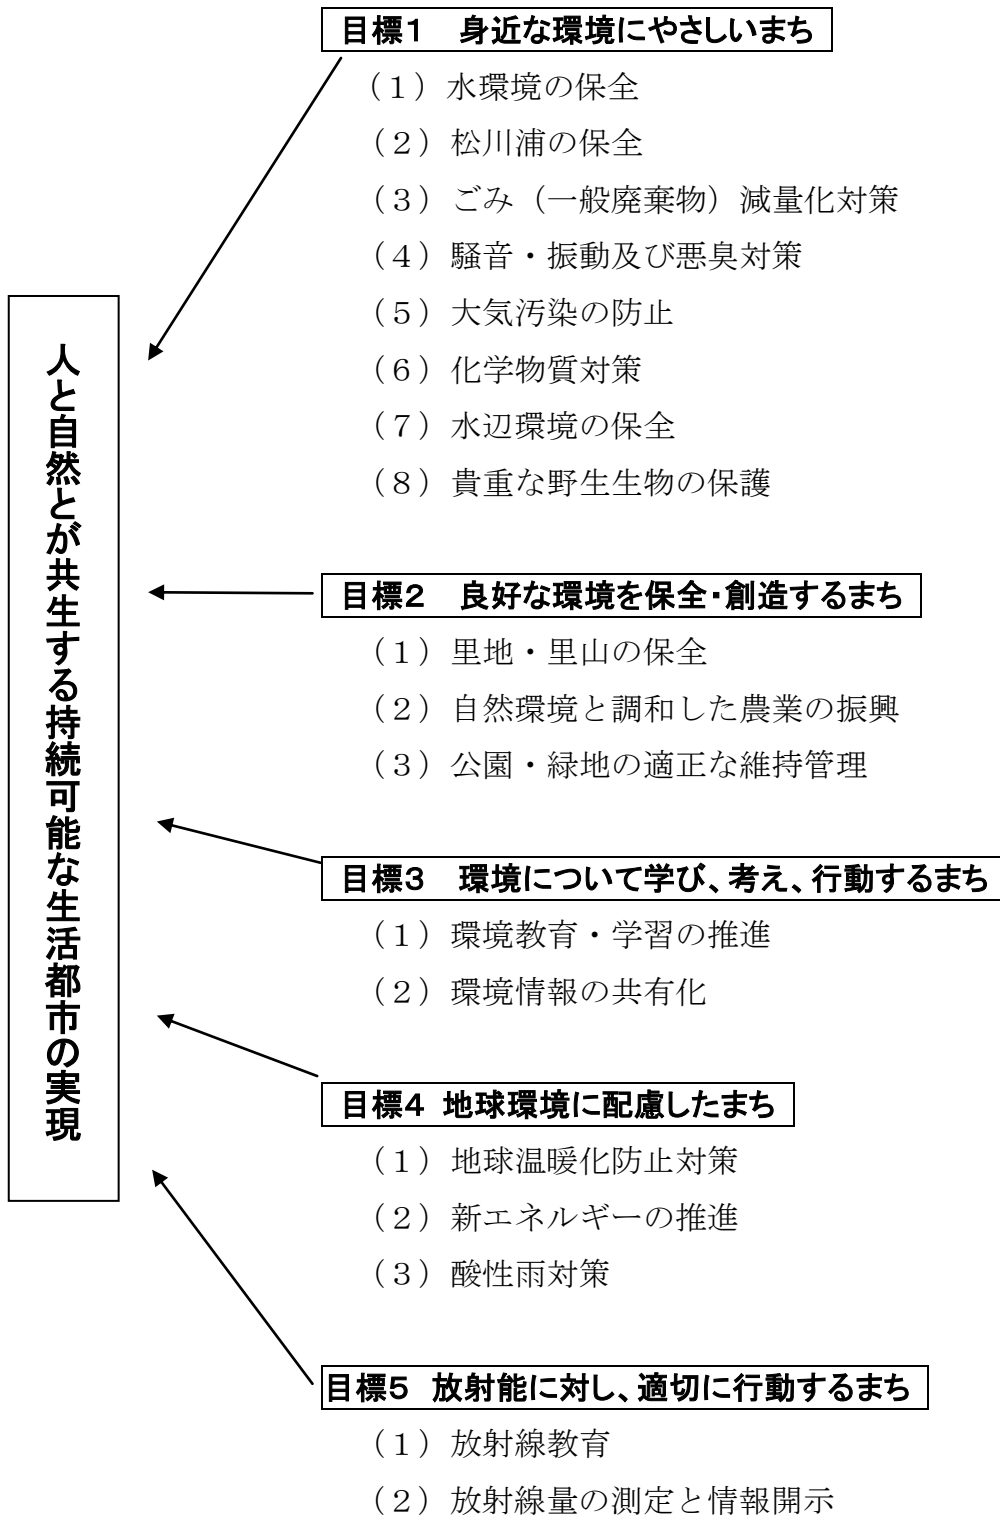 人と自然とが共生する持続可能な生活都市の実現
目標１　身近な環境にやさしいまち
（１）水環境の保全
（２）松川浦の保全
（３）ごみ（一般廃棄物）減量化対策
（４）騒音・振動及び悪臭対策
（５）大気汚染の防止
（６）化学物質対策
（７）水辺環境の保全
（８）貴重な野生生物の保護
目標２　良好な環境を保全・創造するまち
（１）里地・里山の保全
（２）自然環境と調和した農業の振興
（３）公園・緑地の適正な維持管理
目標３　環境について学び、考え、行動するまち
（１）環境教育・学習の推進
（２）環境情報の共有化
目標４ 地球環境に配慮したまち
（１）地球温暖化防止対策
（２）新エネルギーの推進
（３）酸性雨対策
目標５ 放射能に対し、適切に行動するまち
（１）放射線教育
（２）放射線量の測定と情報開示